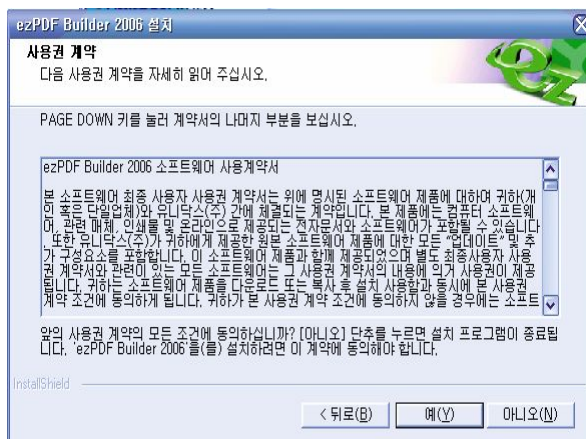 ezPDF Builder 2006 설치
사용권 계약
다음 사용권 계약을 자세히 읽어 주십시오.
ez
PAGE DOWN 키를 눌러 계약서의 나머지 부분을 보십시오.
ezPDF Builder 2006 소프트웨어 사용계약서
본 소프트웨어 최종 사용자 사용권 계약서는 위에 명시된 소프트웨어 제품에 대하여 귀하(개
인 혹은 단일업체)와 유니닥스(주) 간에 체결되는 계약입니다. 본 제품에는 컴퓨터 소프트웨
어, 관련 매체, 인쇄물 및 온라인으로 제공되는 전자문서와 소프트웨어가 포함될 수 있습니다
. 또한 유니닥스(주)가 귀하에게 제공한 원본 소프트웨어 제품에 대한 모든 "업데이트" 및 추
가 구성요소를 포함합니다. 이 소프트웨어 제품과 함께 제공되었으며 별도 최종사용자 사용
권 계약서와 관련이 있는 모든 소프트웨어는 그 사용권 계약서의 내용에 의거 사용권이 제공
됩니다. 귀하는 소프트웨어 제품을 다운로드 또는 복사 후 설치 사용함과 동시에 본 사용권
계약 조건에 동의하게 됩니다. 귀하가 본 사용권 계약 조건에 동의하지 않을 경우에는 소프트
앞의 사용권 계약의 모든 조건에 동의하십니까? [아니오] 단추를 누르면 설치 프로그램이 종료됩
니다. 'ezPDF Builder 2006'을(를) 설치하려면 이 계약에 동의해야 합니다.
InstallShield
< 뒤로(B) 예(Y) 아니오(N)